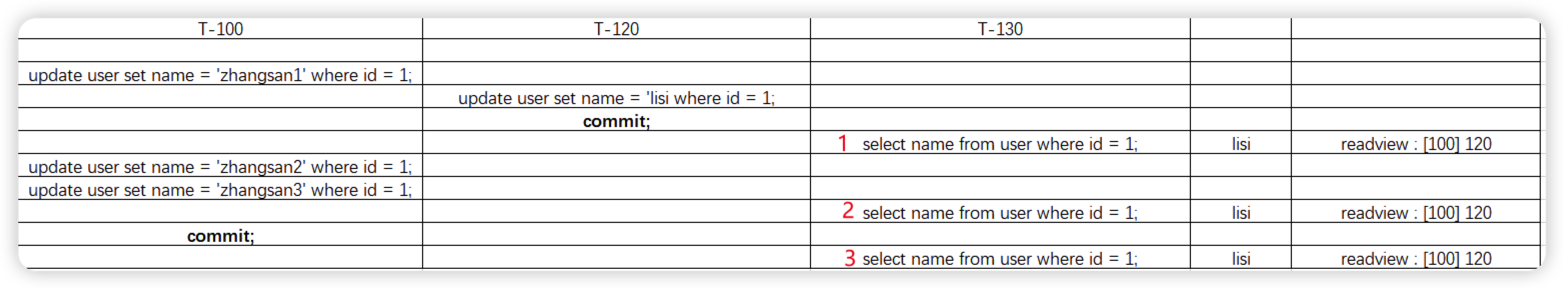 T-100 T-120 T-130
update user set name = 'zhangsan1' where id = 1;
update user set name = 'lisi where id = 1;
commit;
1 select name from user where id = 1; lisi readview : [100] 120
update user set name = 'zhangsan2' where id = 1;
update user set name = 'zhangsan3' where id = 1;
2 select name from user where id = 1; lisi readview : [100] 120
commit;
3 select name from user where id = 1; lisi readview : [100] 120